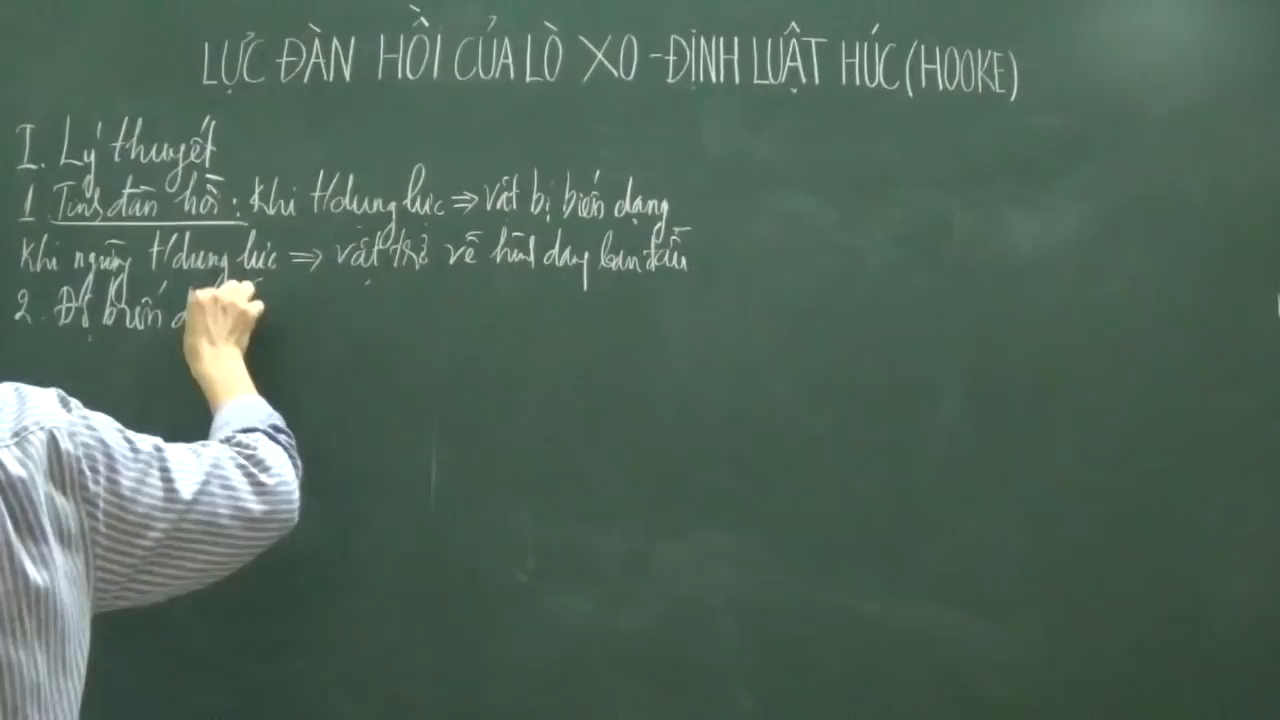 LỰC ĐÀN HỒI CỦA LÒ XO - ĐỊNH LUẬT HÚC (HOOKE)
I. Lý thuyết
1. Tính đàn hồi: Khi t/dụng lực => vật bị biến dạng
Khi ngừng t/dụng lực => vật trở về hình dạng ban đầu
2. Độ biến